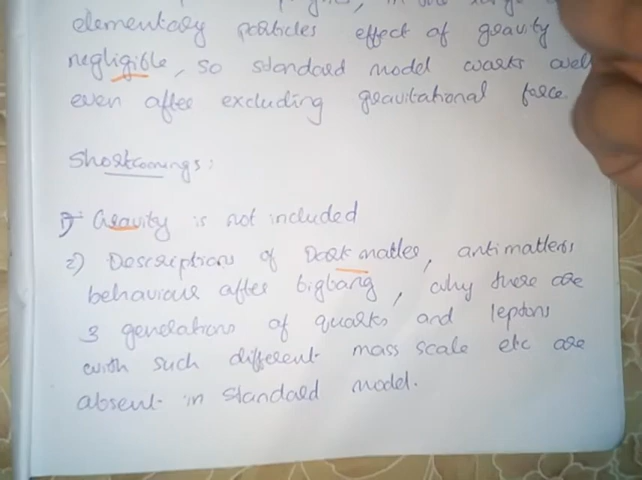 elementary particles effect of gravity
negligible, so standard model works well
even after excluding gravitational force.
Shortcomings:
1) Gravity is not included
2) Descriptions of Dark matter, antimatters
behaviour after bigbang, why there are
3 generations of quarks and leptons
with such different mass scale etc are
absent in standard model.